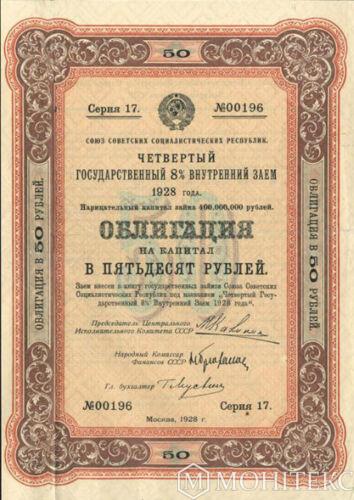 50
Серия 17. №00196
СОЮЗ СОВЕТСКИХ СОЦИАЛИСТИЧЕСКИХ РЕСПУБЛИК.
ЧЕТВЕРТЫЙ
ГОСУДАРСТВЕННЫЙ 8% ВНУТРЕННИЙ ЗАЕМ
1928 ГОДА.
Нарицательный капитал займа 400.000.000 рублей.
ОБЛИГАЦИЯ
НА КАПИТАЛ
В ПЯТЬДЕСЯТ РУБЛЕЙ.
Заем внесен в книгу государственных займов Союза Советских
Социалистических Республик под названием „Четвертый Госу-
дарственный 8% Внутренний Заем 1928 года“.
Председатель Центрального
Исполнительного Комитета СССР
Народный Комиссар
Финансов СССР
Гл. бухгалтер
№00196 Серия 17.
Москва, 1928 г.
50
ОБЛИГАЦИЯ В 50 РУБЛЕЙ.
ОБЛИГАЦИЯ В 50 РУБЛЕЙ.
МОНЕТЕКС